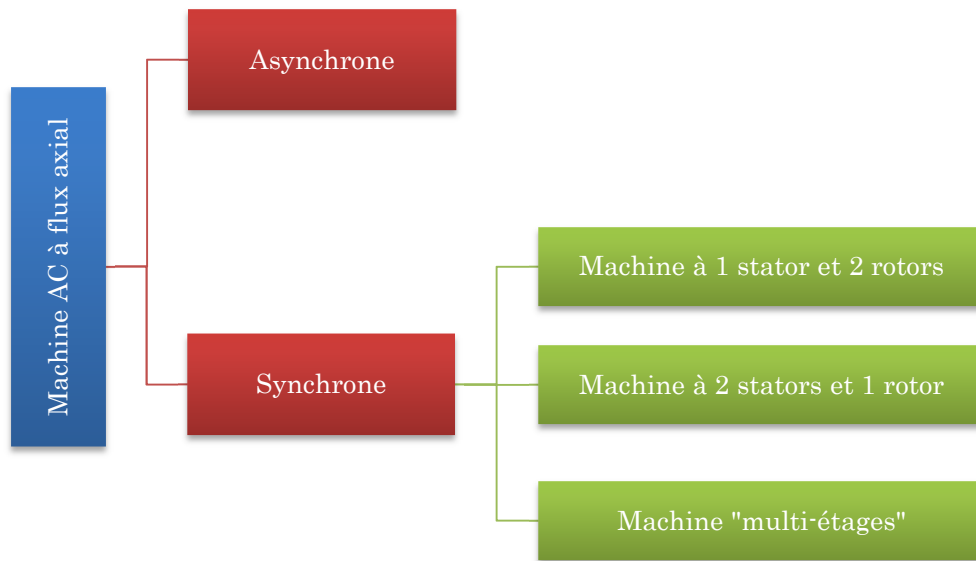 Machine AC à flux axial
Asynchrone
Synchrone
Machine à 1 stator et 2 rotors
Machine à 2 stators et 1 rotor
Machine "multi-étages"